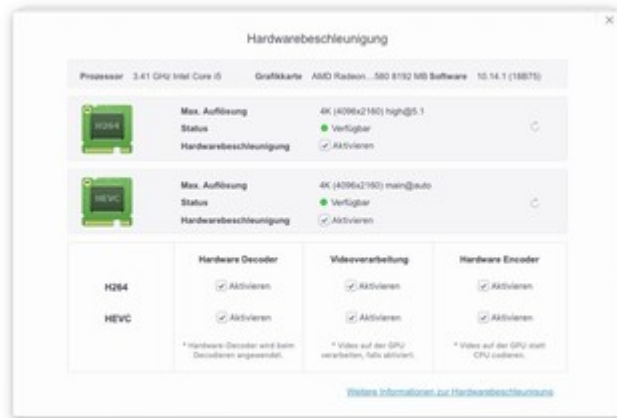 Hardwarebeschleunigung
Prozessor 3.41 GHz Intel Core i5 Grafikkarte AMD Radeon...580 8192 MB Software 10.14.1 (18B75)
H264
Max. Auflösung 4K (4096x2160) high@5.1
Status Verfügbar
Hardwarebeschleunigung Aktivieren
HEVC
Max. Auflösung 4K (4096x2160) main@auto
Status Verfügbar
Hardwarebeschleunigung Aktivieren
Hardware Decoder Videoverarbeitung Hardware Encoder
H264 Aktivieren Aktivieren Aktivieren
HEVC Aktivieren Aktivieren Aktivieren
* Hardware-Decoder wird beim * Video auf der GPU * Video auf der GPU statt
Decodieren angewendet. verarbeiten, falls aktiviert. CPU codieren.
Weitere Informationen zur Hardwarebeschleunigung